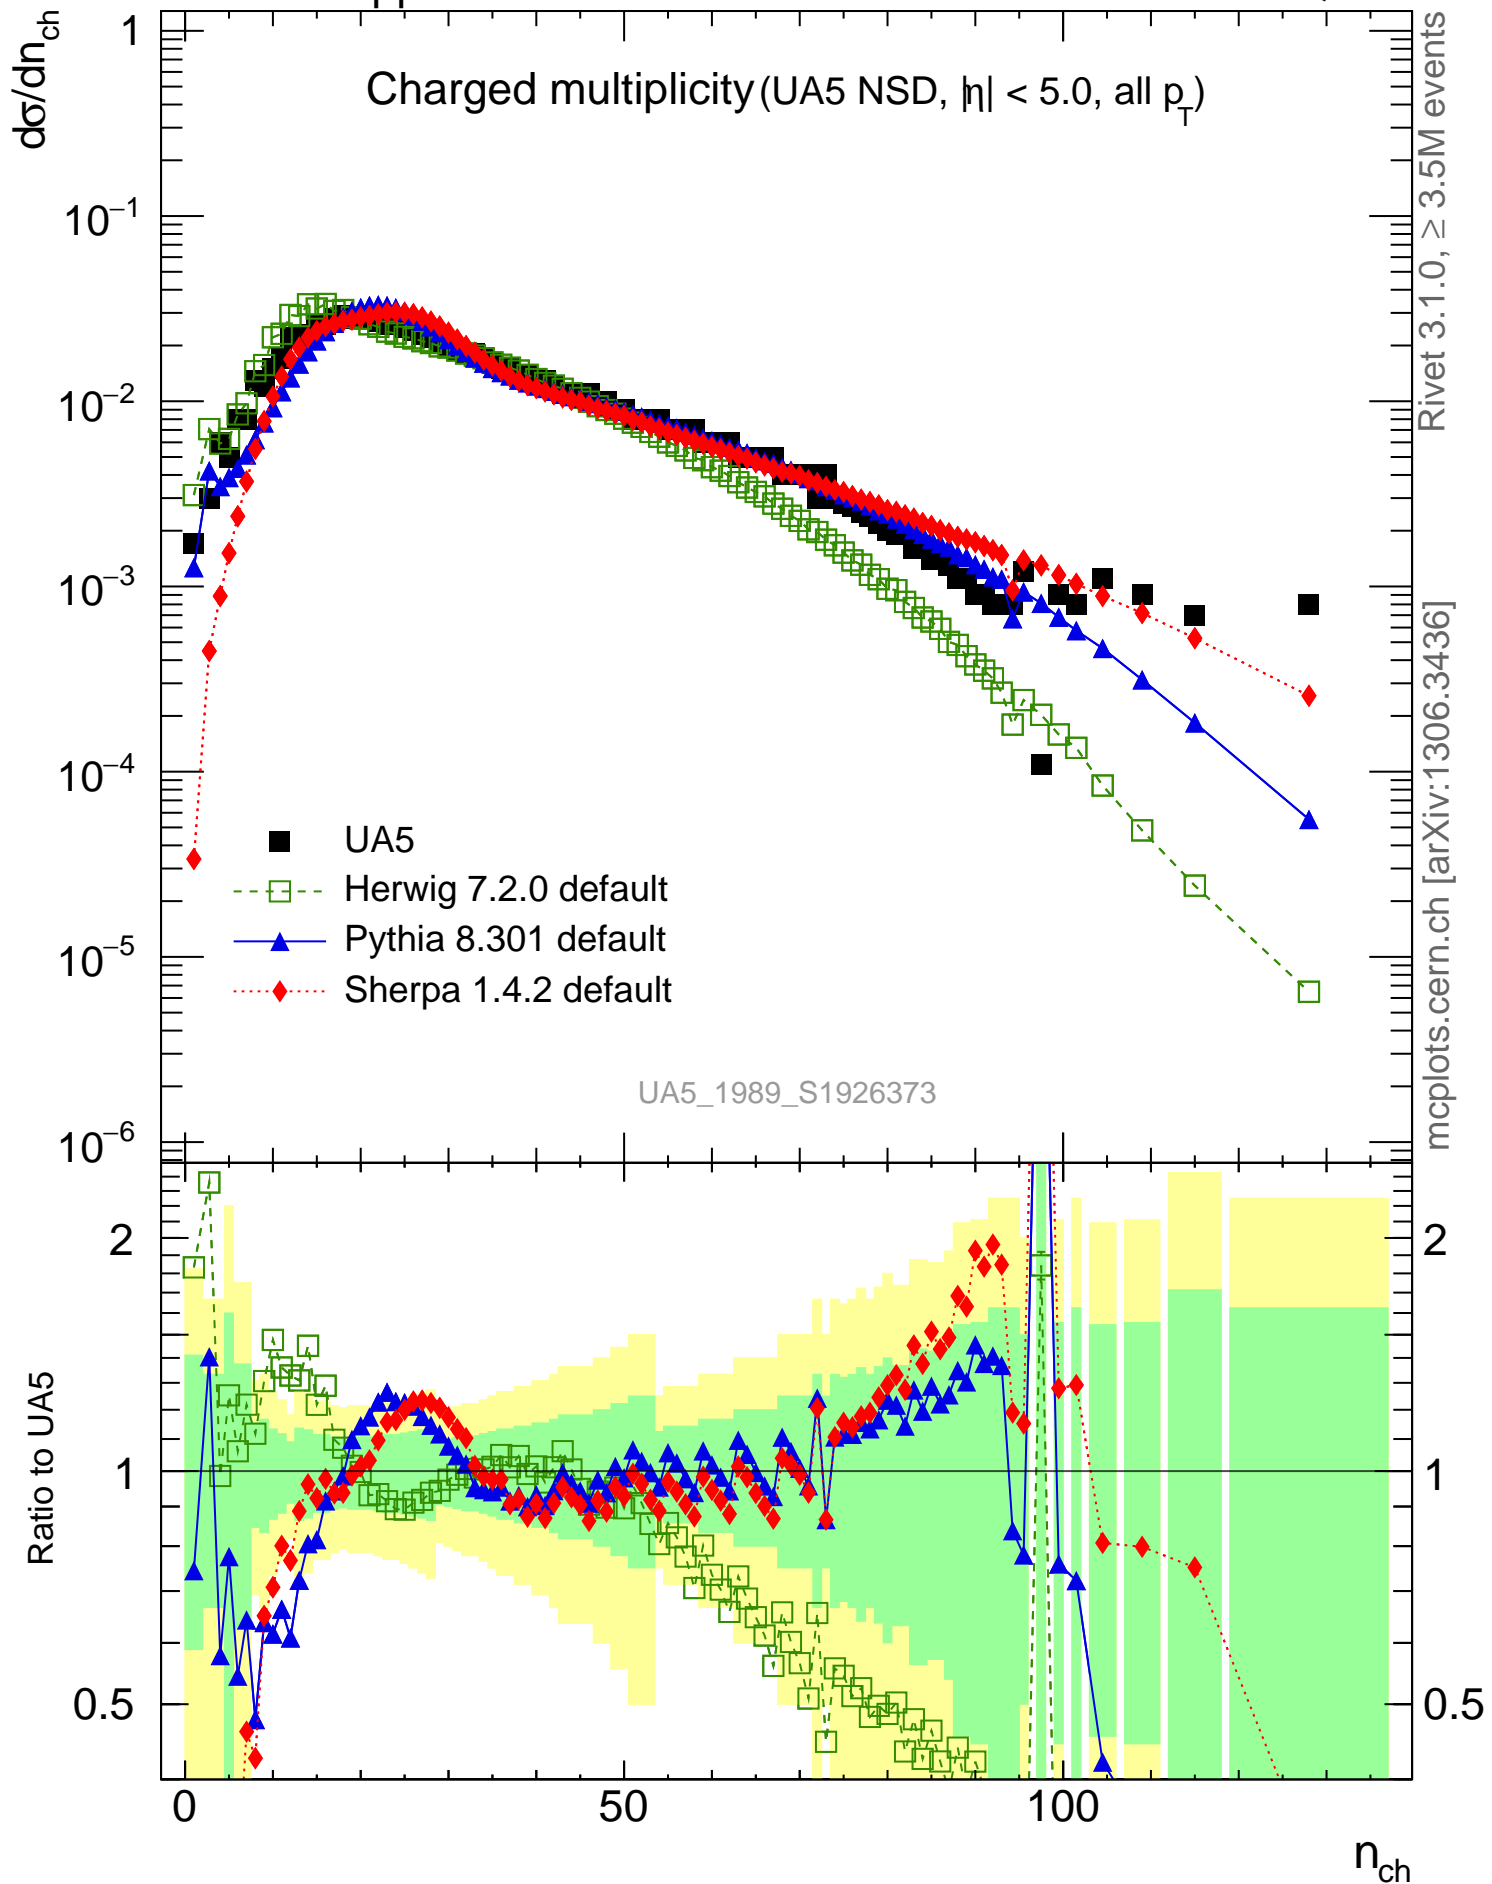 dσ/dn_ch
Charged multiplicity (UA5 NSD, |η| < 5.0, all p_T)
1
10⁻¹
10⁻²
10⁻³
10⁻⁴
10⁻⁵
10⁻⁶
UA5
Herwig 7.2.0 default
Pythia 8.301 default
Sherpa 1.4.2 default
UA5_1989_S1926373
Rivet 3.1.0, ≥ 3.5M events
mcplots.cern.ch [arXiv:1306.3436]
Ratio to UA5
2
2
1
1
0.5
0.5
0
50
100
n_ch